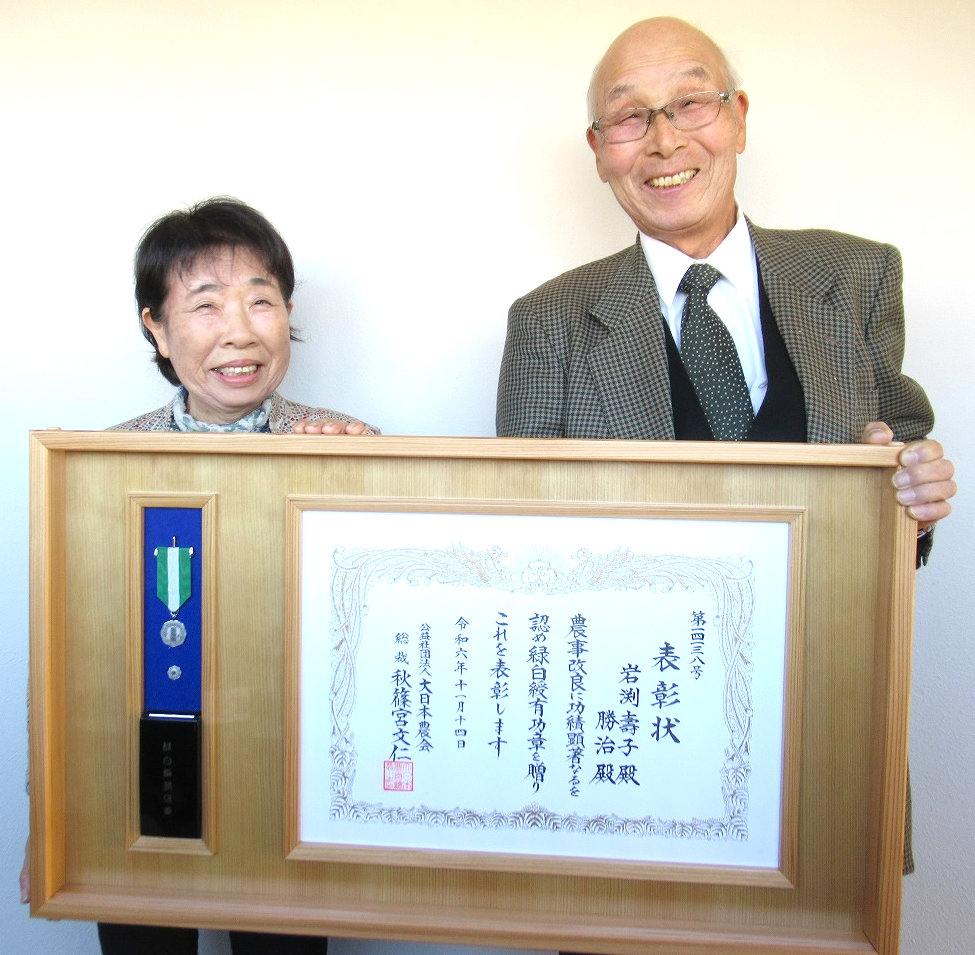 第一四三八号
表彰状
岩渕壽子殿
勝治殿
農事改良に功績顕著なるを
認め緑白綬有功章を贈り
これを表彰します
令和六年十一月十四日
公益社団法人大日本農会
総裁 秋篠宮文仁